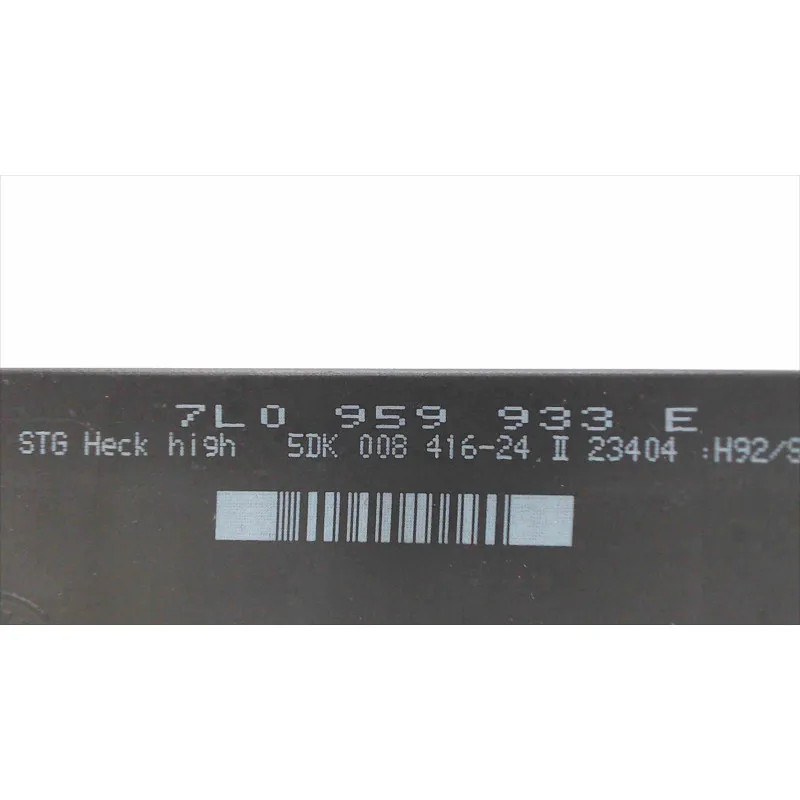 7L0 959 933 E
STG Heck high 5DK 008 416-24 II 23404 :H92/S